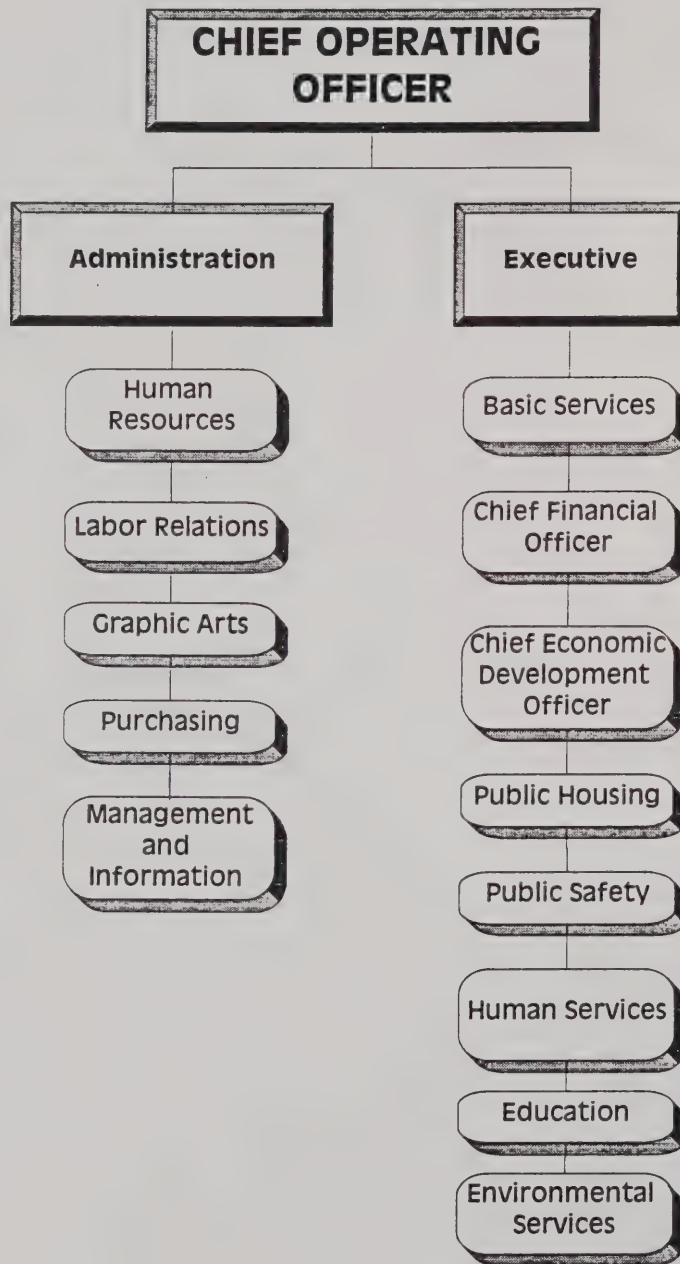 CHIEF OPERATING
OFFICER
Administration
Human
Resources
Labor Relations
Graphic Arts
Purchasing
Management
and
Information
Executive
Basic Services
Chief Financial
Officer
Chief Economic
Development
Officer
Public Housing
Public Safety
Human Services
Education
Environmental
Services